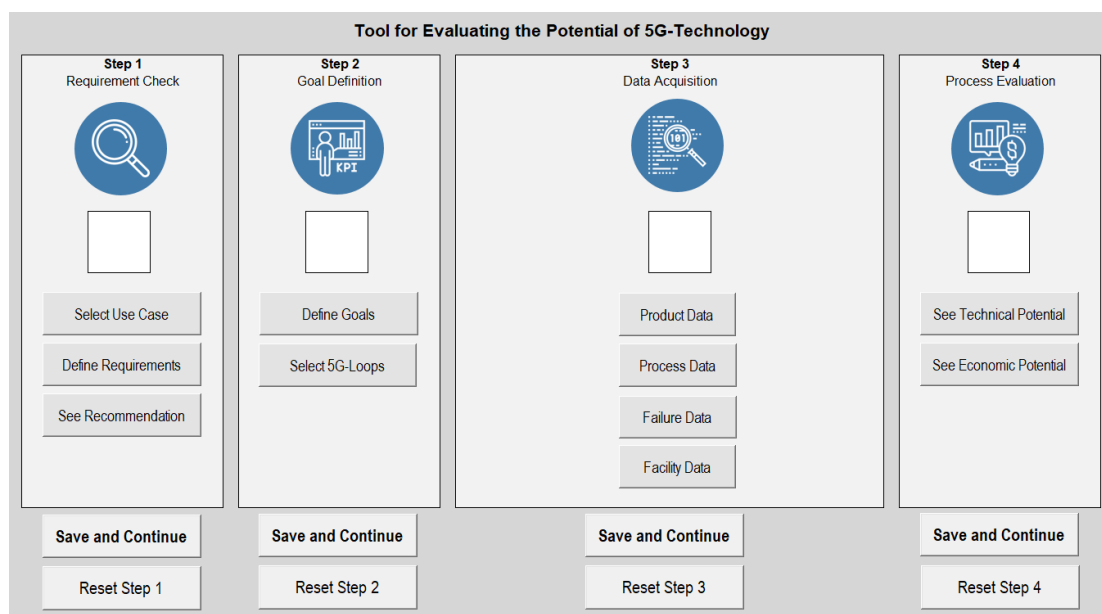 Tool for Evaluating the Potential of 5G-Technology
Step 1
Requirement Check
Select Use Case
Define Requirements
See Recommendation
Save and Continue
Reset Step 1
Step 2
Goal Definition
KPI
Define Goals
Select 5G-Loops
Save and Continue
Reset Step 2
Step 3
Data Acquisition
101
Product Data
Process Data
Failure Data
Facility Data
Save and Continue
Reset Step 3
Step 4
Process Evaluation
$
See Technical Potential
See Economic Potential
Save and Continue
Reset Step 4